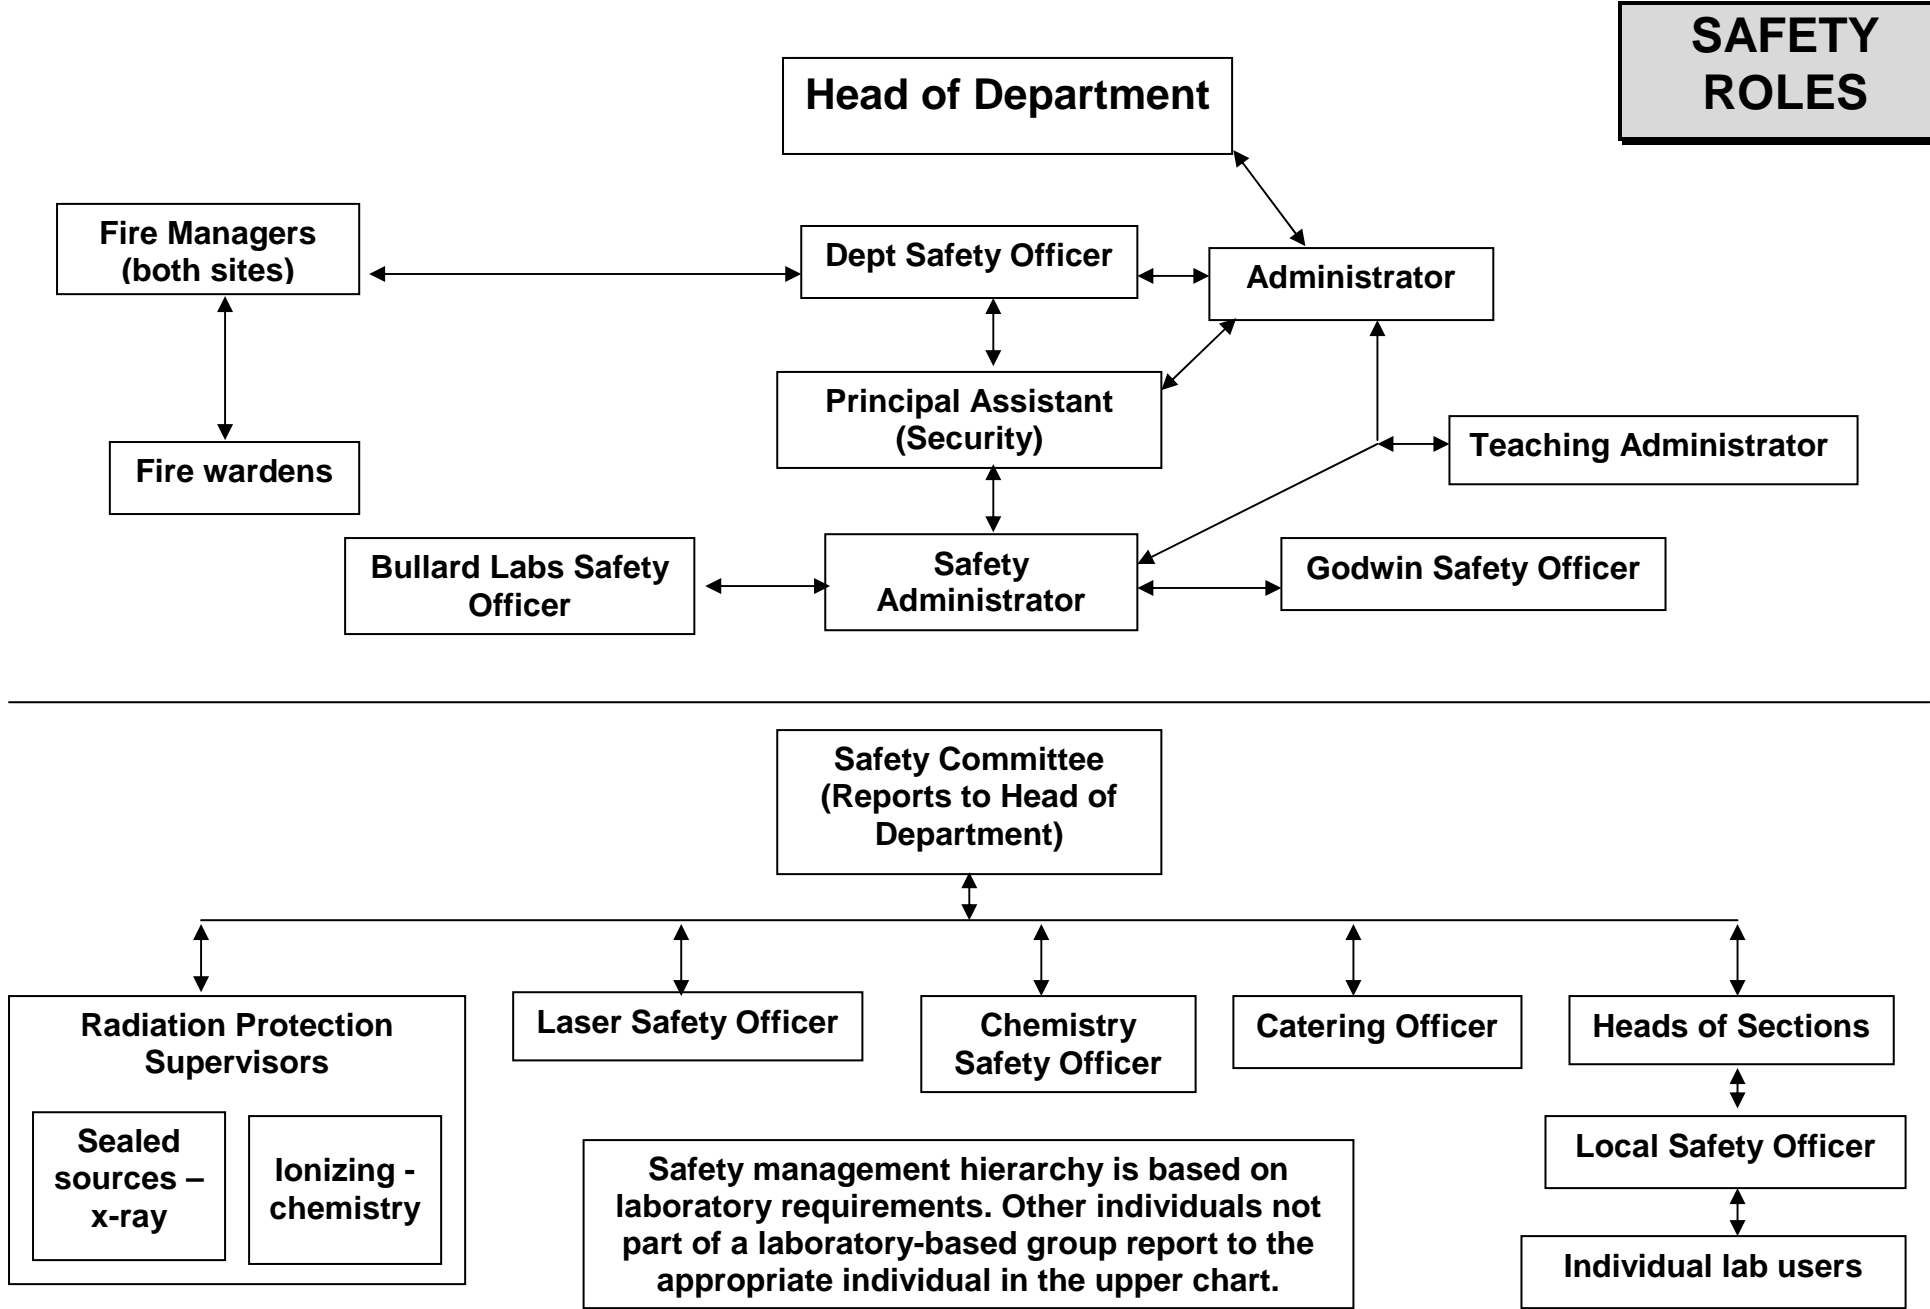 SAFETY
ROLES
Head of Department
Fire Managers
(both sites)
Dept Safety Officer
Administrator
Principal Assistant
(Security)
Teaching Administrator
Fire wardens
Bullard Labs Safety
Officer
Safety
Administrator
Godwin Safety Officer
Safety Committee
(Reports to Head of
Department)
Radiation Protection
Supervisors
Laser Safety Officer
Chemistry
Safety Officer
Catering Officer
Heads of Sections
Sealed
sources –
x-ray
Ionizing -
chemistry
Safety management hierarchy is based on
laboratory requirements. Other individuals not
part of a laboratory-based group report to the
appropriate individual in the upper chart.
Local Safety Officer
Individual lab users